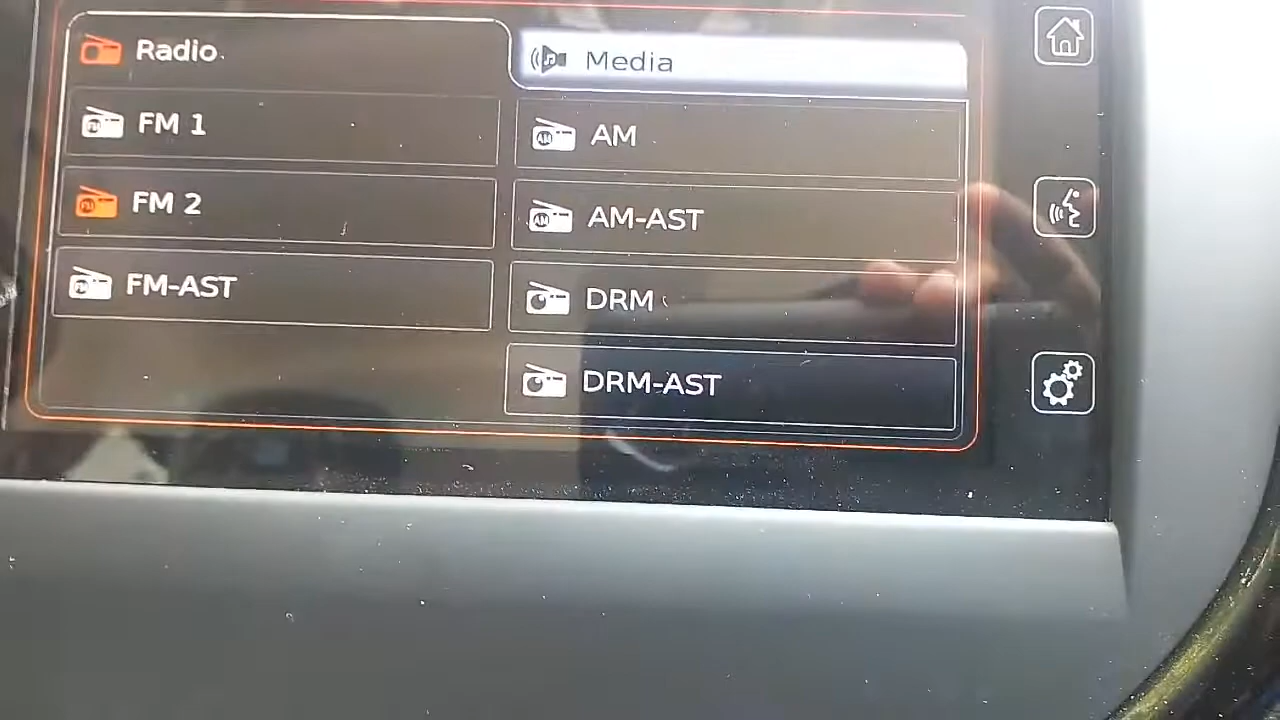 Radio
Media
FM 1
AM
FM 2
AM-AST
FM-AST
DRM
DRM-AST